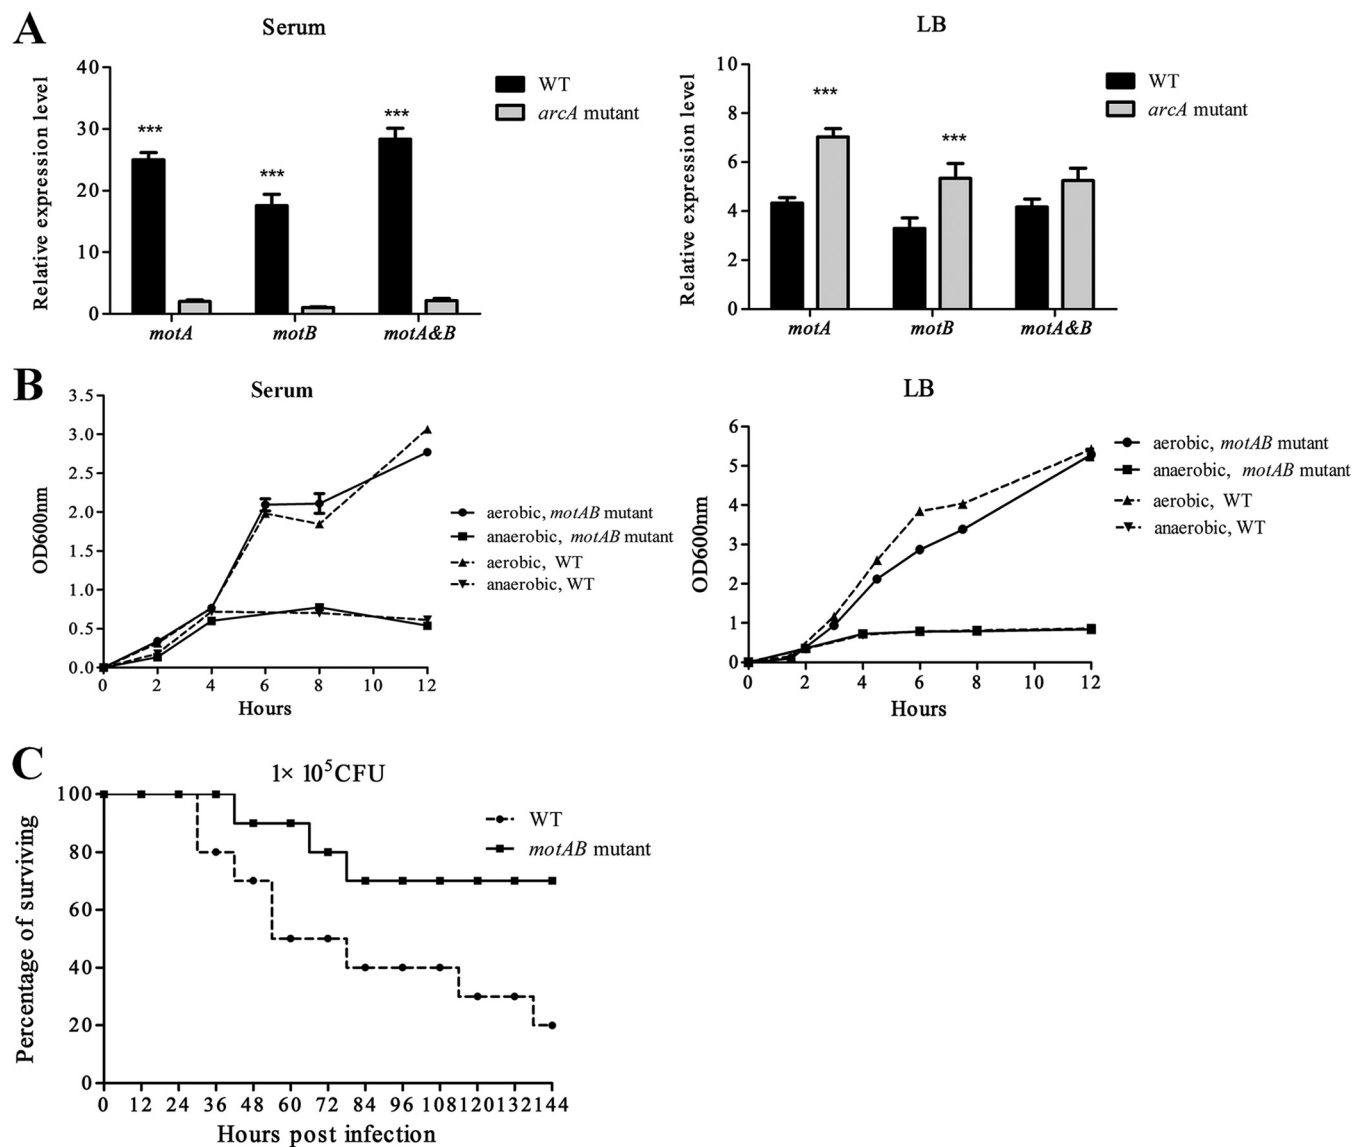 A
Serum
Relative expression level
40
30
20
10
0
***
***
***
motA
motB
motA&B
WT
arcA mutant
LB
Relative expression level
10
8
6
4
2
0
***
***
motA
motB
motA&B
WT
arcA mutant
B
Serum
OD600nm
3.5
3.0
2.5
2.0
1.5
1.0
0.5
0.0
0 2 4 6 8 10 12
Hours
aerobic, motAB mutant
anaerobic, motAB mutant
aerobic, WT
anaerobic, WT
LB
OD600nm
6
5
4
3
2
1
0
0 2 4 6 8 10 12
Hours
aerobic, motAB mutant
anaerobic, motAB mutant
aerobic, WT
anaerobic, WT
C
1× 10⁵CFU
Percentage of surviving
100
80
60
40
20
0
0 12 24 36 48 60 72 84 96 108 120 132 144
Hours post infection
WT
motAB mutant